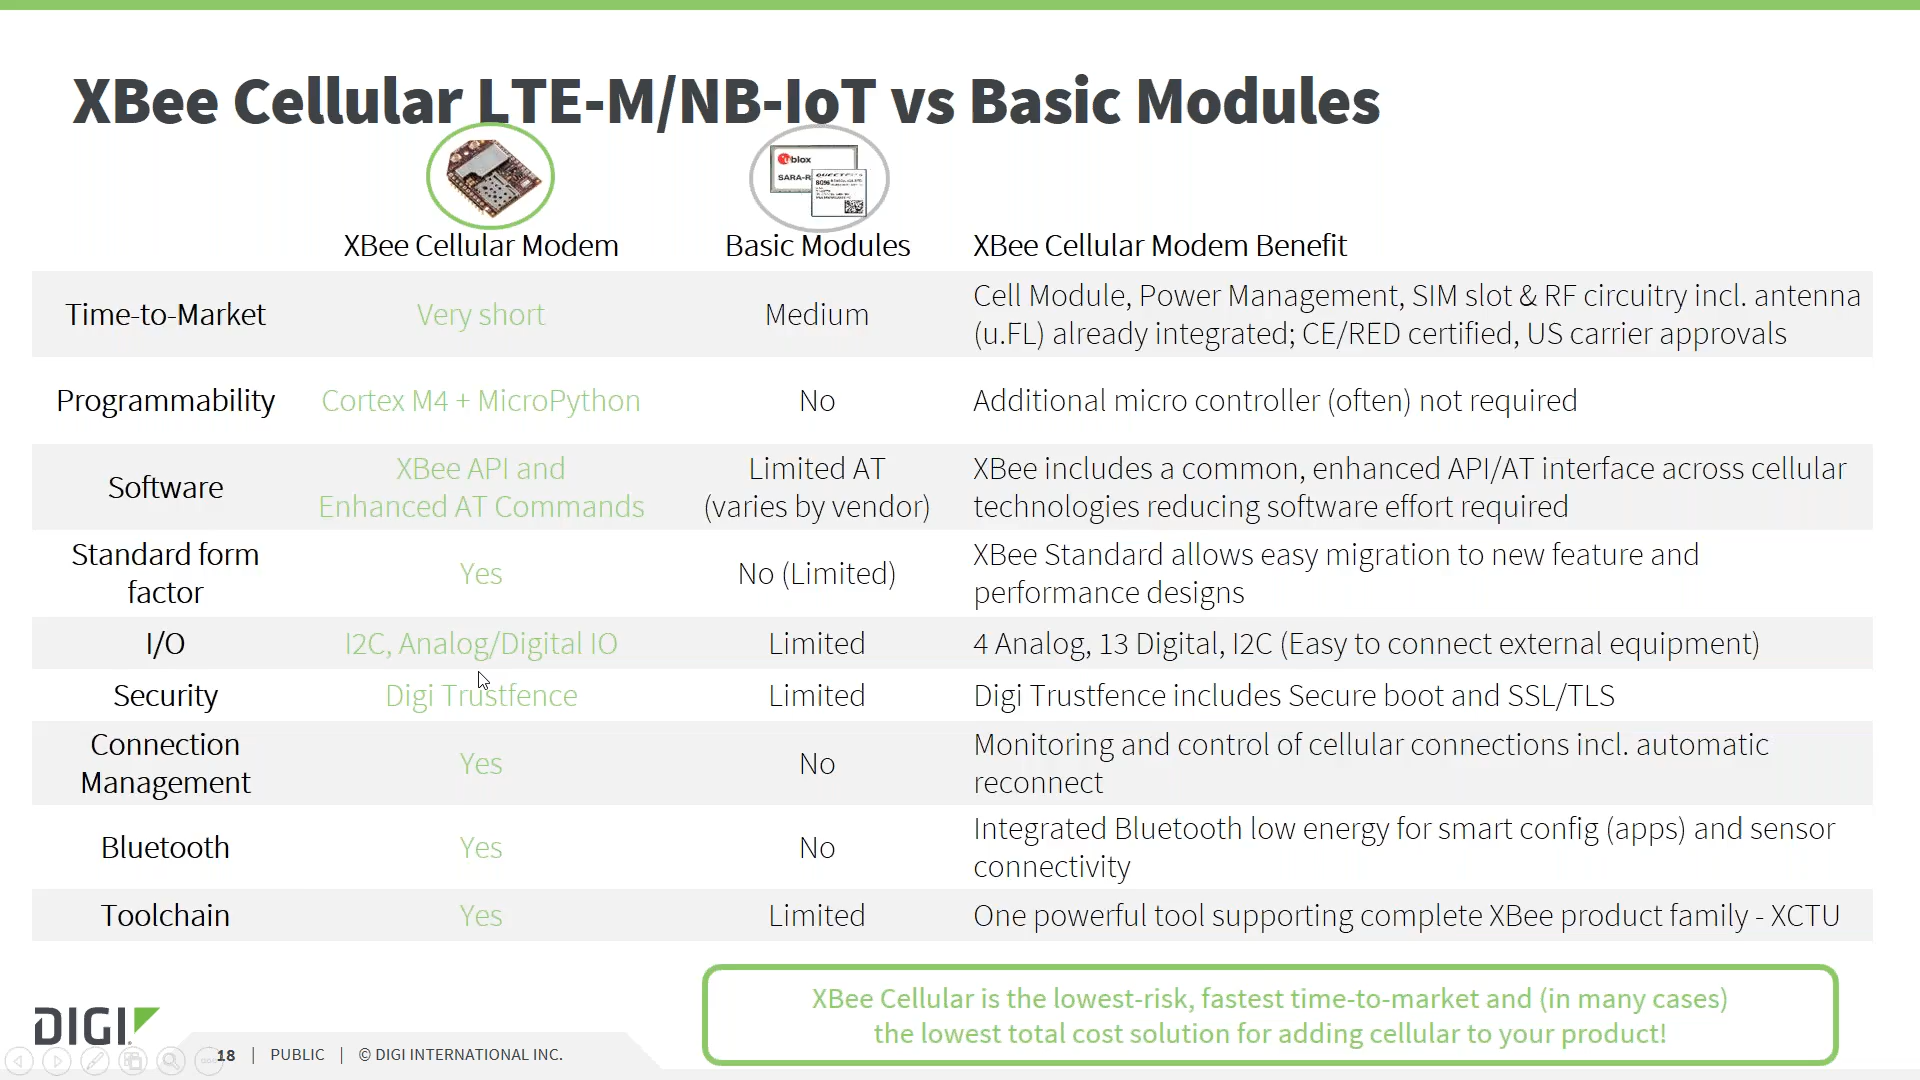 XBee Cellular LTE-M/NB-IoT vs Basic Modules
ublox
SARA-R
QUECTEL
XBee Cellular Modem
Basic Modules
XBee Cellular Modem Benefit
Time-to-Market
Very short
Medium
Cell Module, Power Management, SIM slot & RF circuitry incl. antenna
(u.FL) already integrated; CE/RED certified, US carrier approvals
Programmability
Cortex M4 + MicroPython
No
Additional micro controller (often) not required
Software
XBee API and
Enhanced AT Commands
Limited AT
(varies by vendor)
XBee includes a common, enhanced API/AT interface across cellular
technologies reducing software effort required
Standard form
factor
Yes
No (Limited)
XBee Standard allows easy migration to new feature and
performance designs
I/O
I2C, Analog/Digital IO
Limited
4 Analog, 13 Digital, I2C (Easy to connect external equipment)
Security
Digi Trustfence
Limited
Digi Trustfence includes Secure boot and SSL/TLS
Connection
Management
Yes
No
Monitoring and control of cellular connections incl. automatic
reconnect
Bluetooth
Yes
No
Integrated Bluetooth low energy for smart config (apps) and sensor
connectivity
Toolchain
Yes
Limited
One powerful tool supporting complete XBee product family - XCTU
XBee Cellular is the lowest-risk, fastest time-to-market and (in many cases)
the lowest total cost solution for adding cellular to your product!
DIGI
18 | PUBLIC | © DIGI INTERNATIONAL INC.